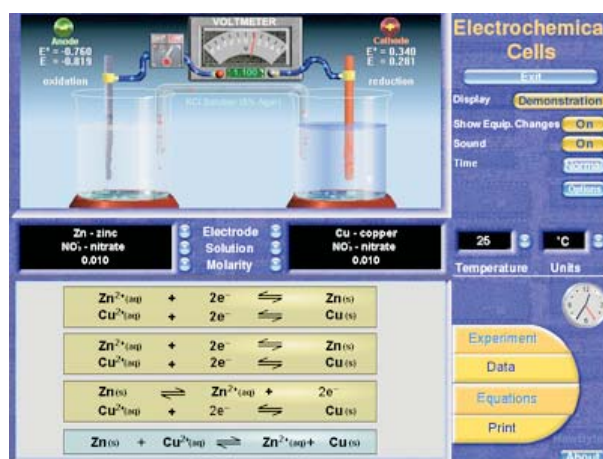 VOLTMETER
Anode
E° = -0.760
E = -0.819
oxidation
1.100
Cathode
E° = 0.340
E = 0.281
reduction
KCl Solution (5% Agar)
Electrochemical
Cells
Exit
Display Demonstration
Show Equip. Changes On
Sound On
Time
Options
Zn - zinc
NO₃⁻ - nitrate
0.010
Electrode
Solution
Molarity
Cu - copper
NO₃⁻ - nitrate
0.010
25 °C
Temperature Units
Zn²⁺(aq) + 2e⁻ ⇌ Zn(s)
Cu²⁺(aq) + 2e⁻ ⇌ Cu(s)
Zn²⁺(aq) + 2e⁻ ⇌ Zn(s)
Cu²⁺(aq) + 2e⁻ ⇌ Cu(s)
Zn(s) ⇌ Zn²⁺(aq) + 2e⁻
Cu²⁺(aq) + 2e⁻ ⇌ Cu(s)
Zn(s) + Cu²⁺(aq) ⇌ Zn²⁺(aq) + Cu(s)
Experiment
Data
Equations
Print
About